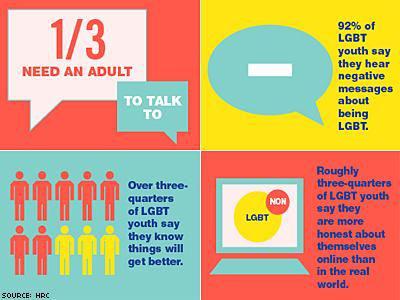 1/3
NEED AN ADULT
TO TALK
TO
92% of
LGBT
youth say
they hear
negative
messages
about
being
LGBT.
Over three-
quarters
of LGBT
youth say
they know
things will
get better.
Roughly
three-quarters
of LGBT youth
say they
are more
honest about
themselves
online than
in the real
world.
NON
LGBT
SOURCE: HRC